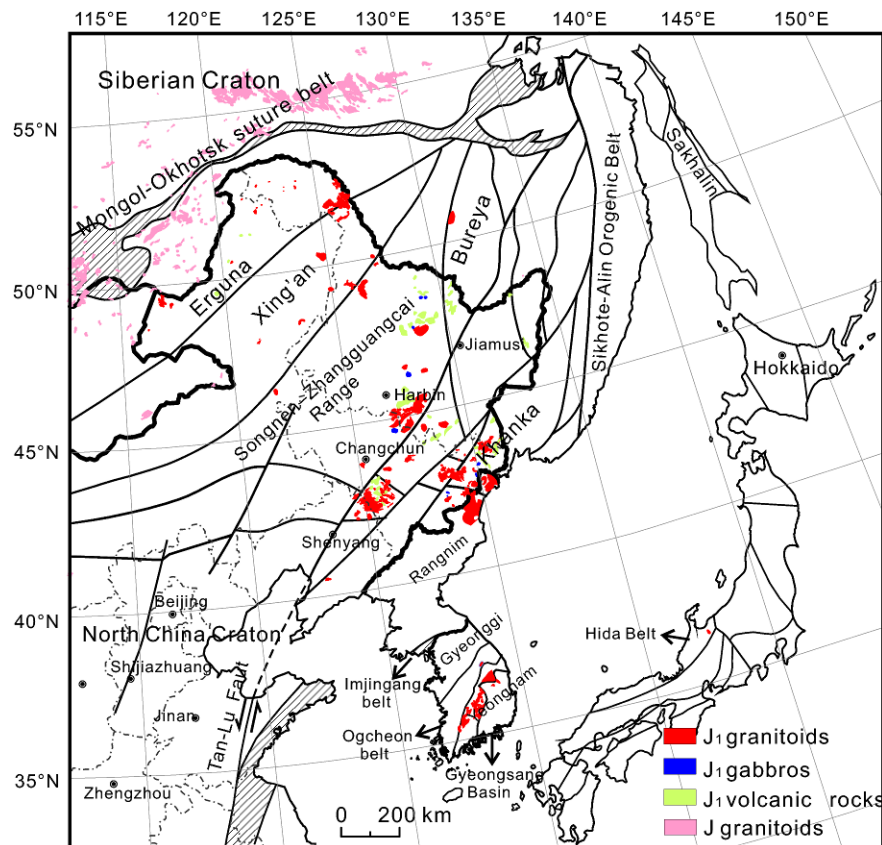 115°E 120°E 125°E 130°E 135°E 140°E 145°E 150°E
Siberian Craton
Mongol-Okhotsk suture belt
55°N
Sakhalin
Sikhote-Alin Orogenic Belt
Bureya
Erguna
Xing'an
50°N
Songnen-Zhangguangcai
Range
Jiamusi
Hokkaido
Harbin
Khanka
45°N
Changchun
Shenyang
Rangnim
Beijing
40°N
North China Craton
Hida Belt
Gyeonggi
Shijiazhuang
Imjingang
belt
Yeongnam
Tan-Lu Fault
Jinan
Ogcheon
belt
Gyeongsang
Basin
35°N
Zhengzhou
0 200 km
J₁ granitoids
J₁ gabbros
J₁ volcanic rocks
J granitoids